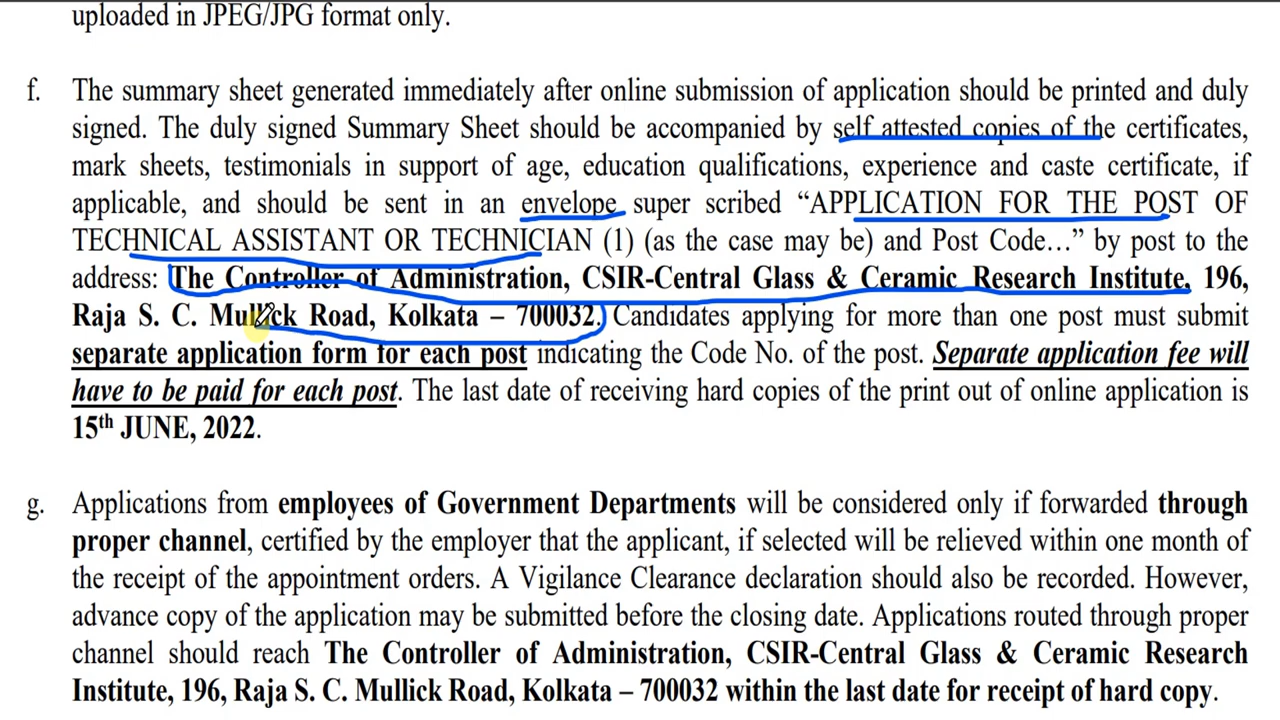 uploaded in JPEG/JPG format only.
f. The summary sheet generated immediately after online submission of application should be printed and duly
signed. The duly signed Summary Sheet should be accompanied by self attested copies of the certificates,
mark sheets, testimonials in support of age, education qualifications, experience and caste certificate, if
applicable, and should be sent in an envelope super scribed “APPLICATION FOR THE POST OF
TECHNICAL ASSISTANT OR TECHNICIAN (1) (as the case may be) and Post Code…” by post to the
address: The Controller of Administration, CSIR-Central Glass & Ceramic Research Institute, 196,
Raja S. C. Mullick Road, Kolkata – 700032. Candidates applying for more than one post must submit
separate application form for each post indicating the Code No. of the post. Separate application fee will
have to be paid for each post. The last date of receiving hard copies of the print out of online application is
15th JUNE, 2022.
g. Applications from employees of Government Departments will be considered only if forwarded through
proper channel, certified by the employer that the applicant, if selected will be relieved within one month of
the receipt of the appointment orders. A Vigilance Clearance declaration should also be recorded. However,
advance copy of the application may be submitted before the closing date. Applications routed through proper
channel should reach The Controller of Administration, CSIR-Central Glass & Ceramic Research
Institute, 196, Raja S. C. Mullick Road, Kolkata – 700032 within the last date for receipt of hard copy.